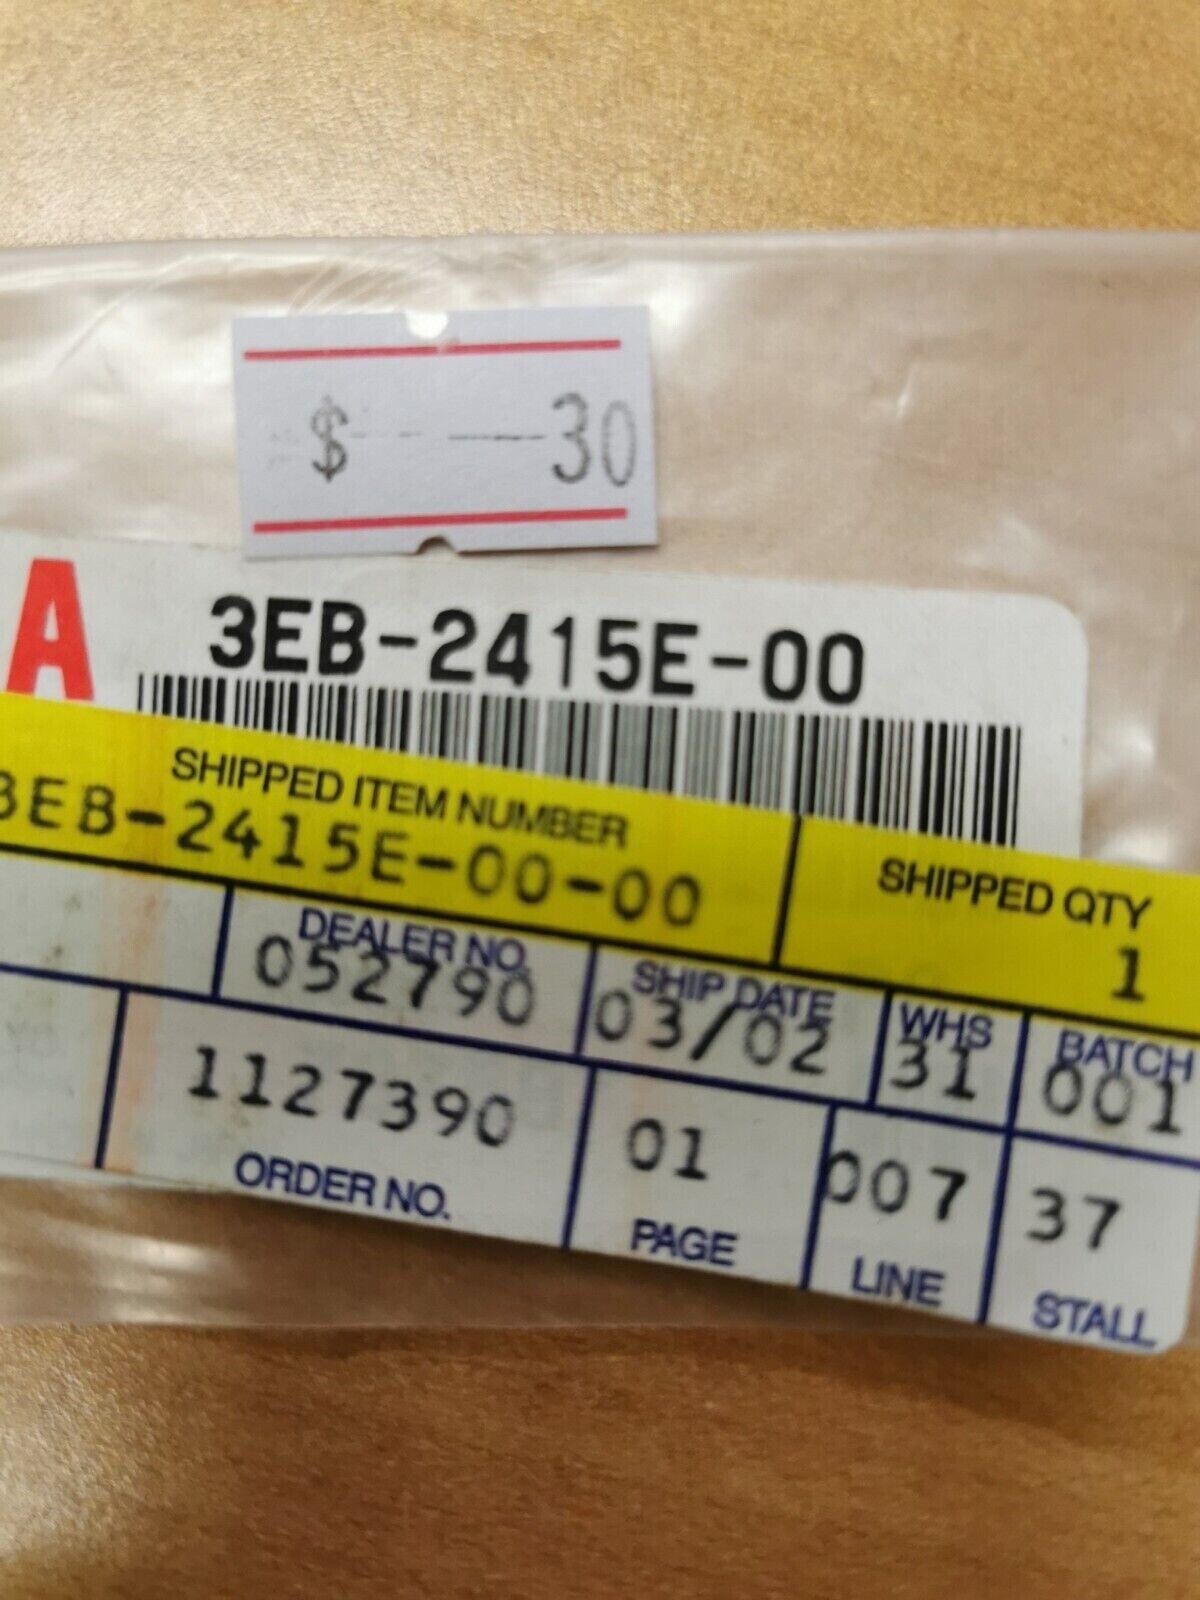 $ 30
A 3EB-2415E-00
SHIPPED ITEM NUMBER
3EB-2415E-00-00
SHIPPED QTY
1
DEALER NO.
052790
SHIP DATE
03/02
WHS
31
BATCH
001
1127390
ORDER NO.
01
PAGE
007
LINE
37
STALL